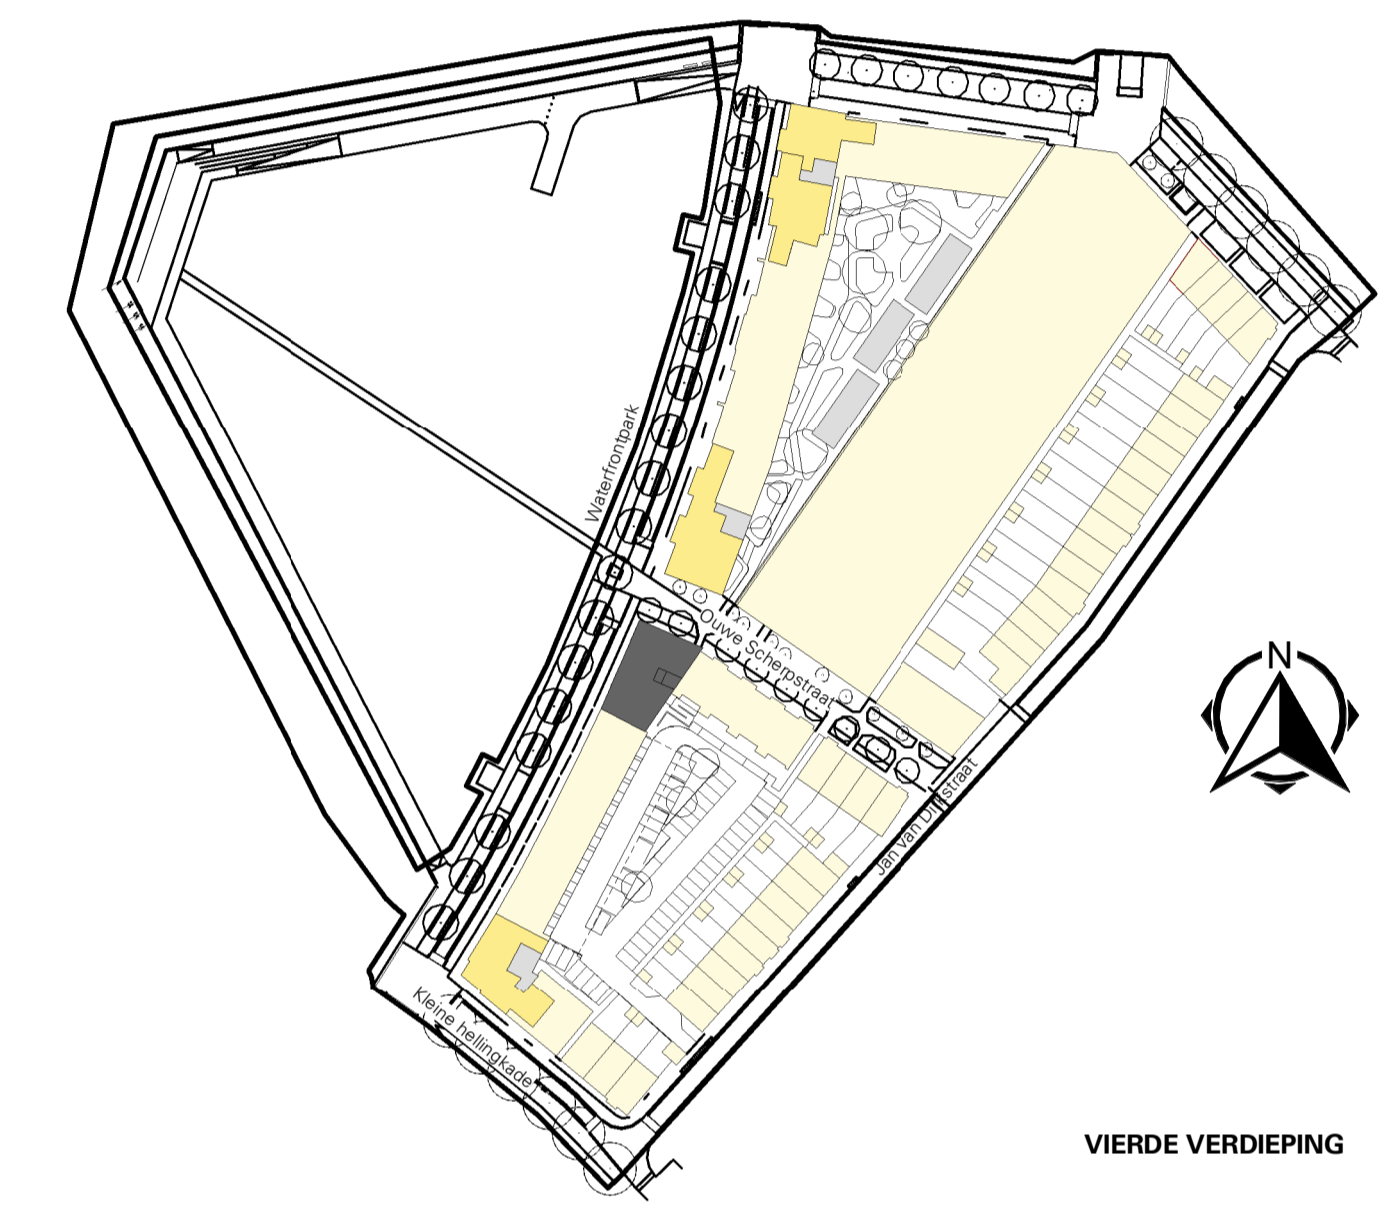 Waterfrontpark
Ouwe Scherpstraat
N
Jan van Dijkstraat
Kleine hellingkade
VIERDE VERDIEPING